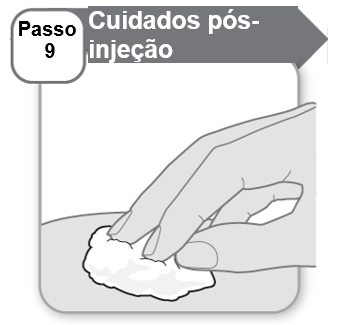 Passo
9
Cuidados pós-
injeção